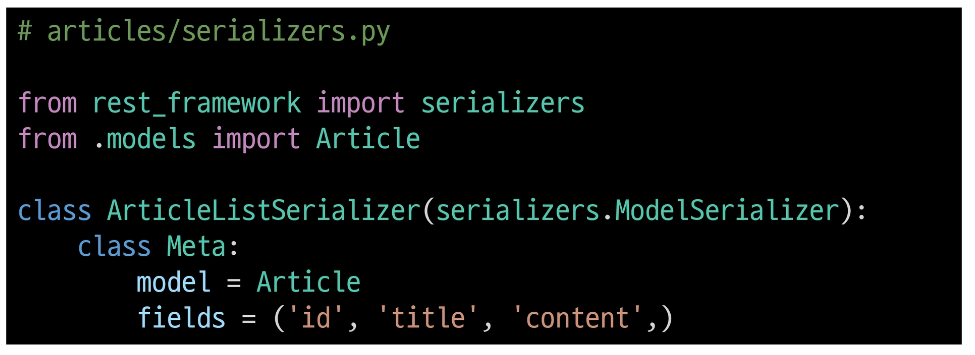 # articles/serializers.py
from rest_framework import serializers
from .models import Article
class ArticleListSerializer(serializers.ModelSerializer):
    class Meta:
        model = Article
        fields = ('id', 'title', 'content',)